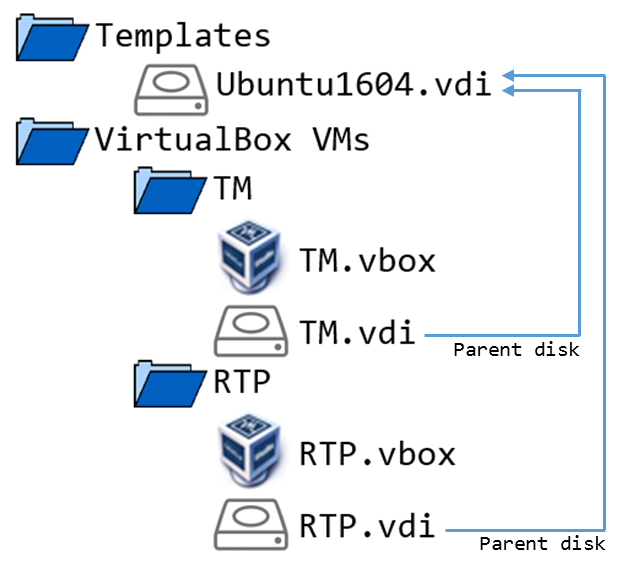 Templates
Ubuntu1604.vdi
VirtualBox VMs
TM
TM.vbox
TM.vdi
Parent disk
RTP
RTP.vbox
RTP.vdi
Parent disk